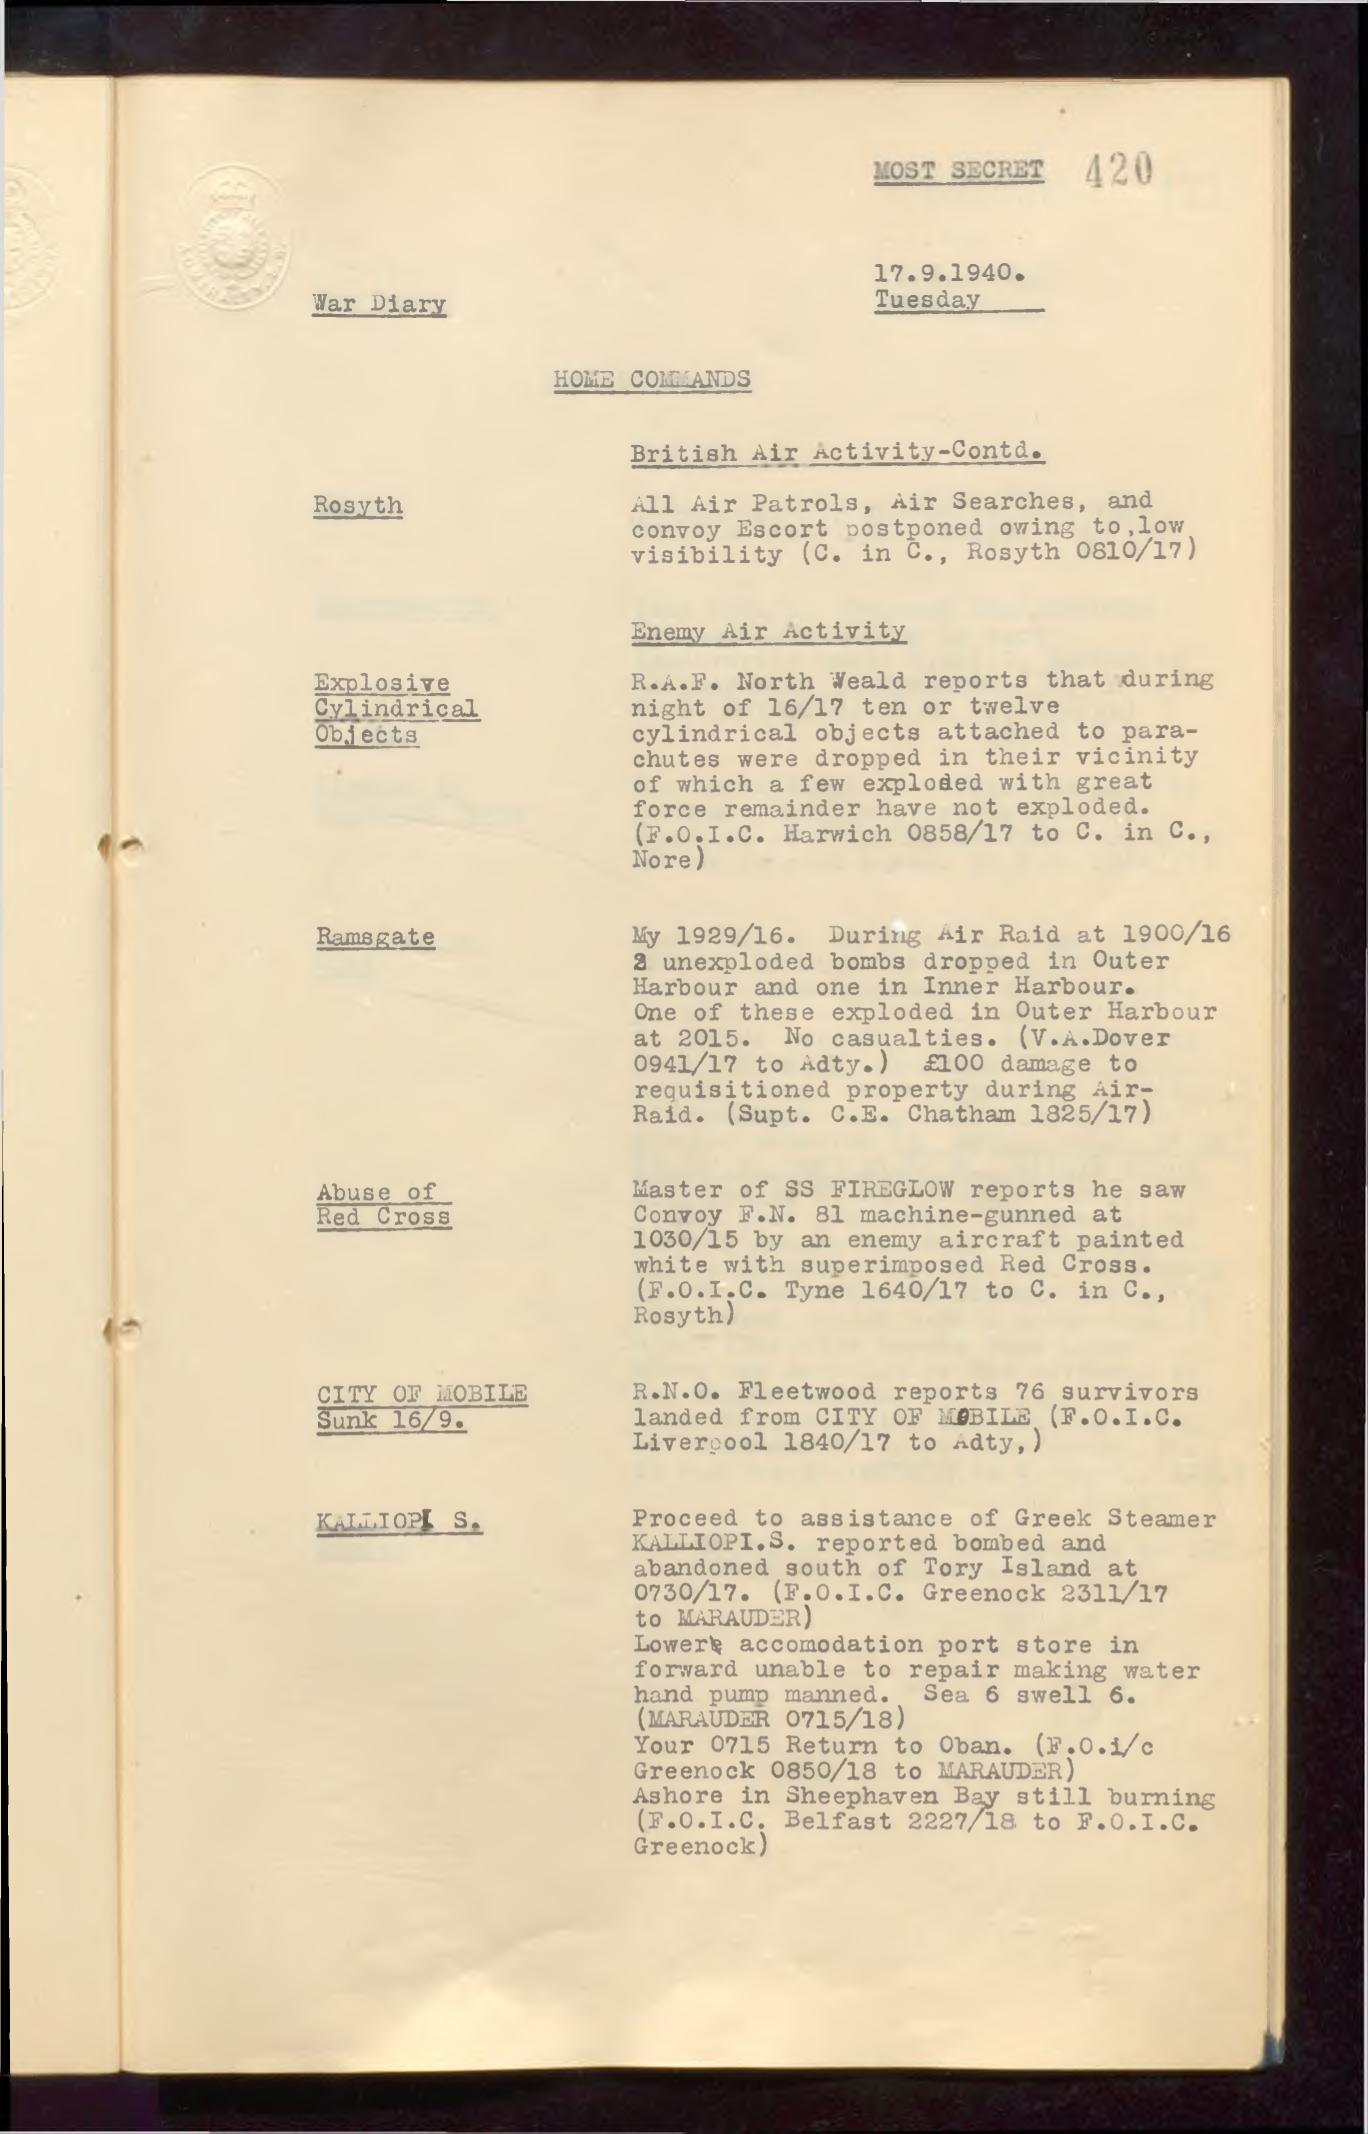 MOST SECRET 420
17.9.1940.
War Diary Tuesday
HOME COMMANDS
British Air Activity-Contd.
Rosyth All Air Patrols, Air Searches, and
convoy Escort postponed owing to,low
visibility (C. in C., Rosyth 0810/17)
Enemy Air Activity
Explosive R.A.F. North Weald reports that during
Cylindrical night of 16/17 ten or twelve
Objects cylindrical objects attached to para-
chutes were dropped in their vicinity
of which a few exploded with great
force remainder have not exploded.
(F.O.I.C. Harwich 0858/17 to C. in C.,
Nore)
Ramsgate My 1929/16. During Air Raid at 1900/16
2 unexploded bombs dropped in Outer
Harbour and one in Inner Harbour.
One of these exploded in Outer Harbour
at 2015. No casualties. (V.A.Dover
0941/17 to Adty.) £100 damage to
requisitioned property during Air-
Raid. (Supt. C.E. Chatham 1825/17)
Abuse of Master of SS FIREGLOW reports he saw
Red Cross Convoy F.N. 81 machine-gunned at
1030/15 by an enemy aircraft painted
white with superimposed Red Cross.
(F.O.I.C. Tyne 1640/17 to C. in C.,
Rosyth)
CITY OF MOBILE R.N.O. Fleetwood reports 76 survivors
Sunk 16/9. landed from CITY OF MOBILE (F.O.I.C.
Liverpool 1840/17 to Adty,)
KALLIOPI S. Proceed to assistance of Greek Steamer
KALLIOPI.S. reported bombed and
abandoned south of Tory Island at
0730/17. (F.O.I.C. Greenock 2311/17
to MARAUDER)
Lower accomodation port store in
forward unable to repair making water
hand pump manned. Sea 6 swell 6.
(MARAUDER 0715/18)
Your 0715 Return to Oban. (F.O.i/c
Greenock 0850/18 to MARAUDER)
Ashore in Sheephaven Bay still burning
(F.O.I.C. Belfast 2227/18 to F.O.I.C.
Greenock)